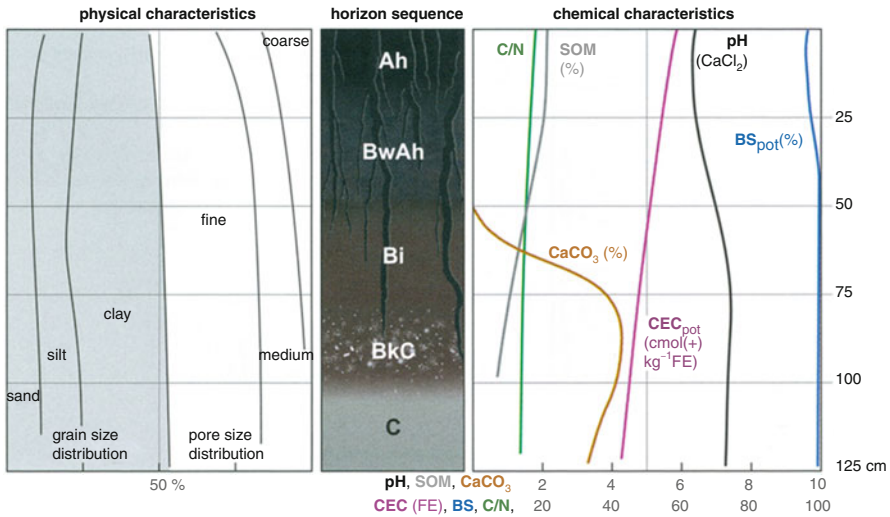 physical characteristics
horizon sequence
chemical characteristics
coarse
fine
medium
clay
silt
sand
grain size
distribution
pore size
distribution
50 %
Ah
BwAh
Bi
BkC
C
C/N
SOM
(%)
pH
(CaCl₂)
BSpot(%)
CaCO₃ (%)
CECpot
(cmol(+)
kg⁻¹FE)
25
50
75
100
125 cm
pH, SOM, CaCO₃ 2 4 6 8 10
CEC (FE), BS, C/N, 20 40 60 80 100